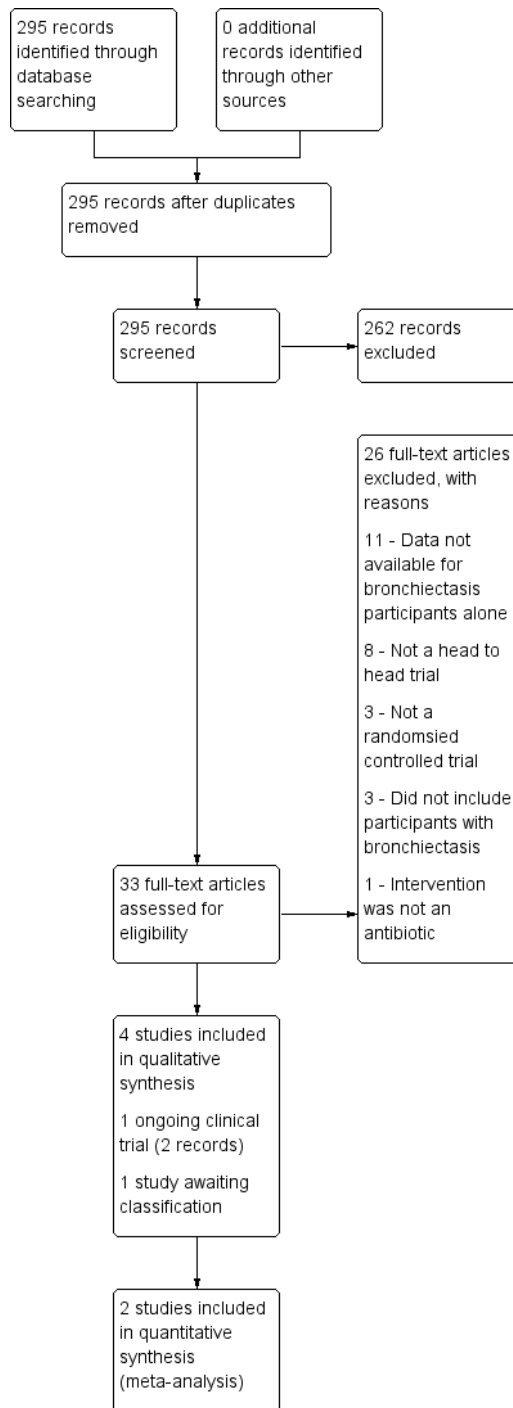 295 records
identified through
database
searching
0 additional
records identified
through other
sources
295 records after duplicates
removed
295 records
screened
262 records
excluded
26 full-text articles
excluded, with
reasons
11 - Data not
available for
bronchiectasis
participants alone
8 - Not a head to
head trial
3 - Not a
randomsied
controlled trial
3 - Did not include
participants with
bronchiectasis
1 - Intervention
was not an
antibiotic
33 full-text articles
assessed for
eligibility
4 studies included
in qualitative
synthesis
1 ongoing clinical
trial (2 records)
1 study awaiting
classification
2 studies included
in quantitative
synthesis
(meta-analysis)